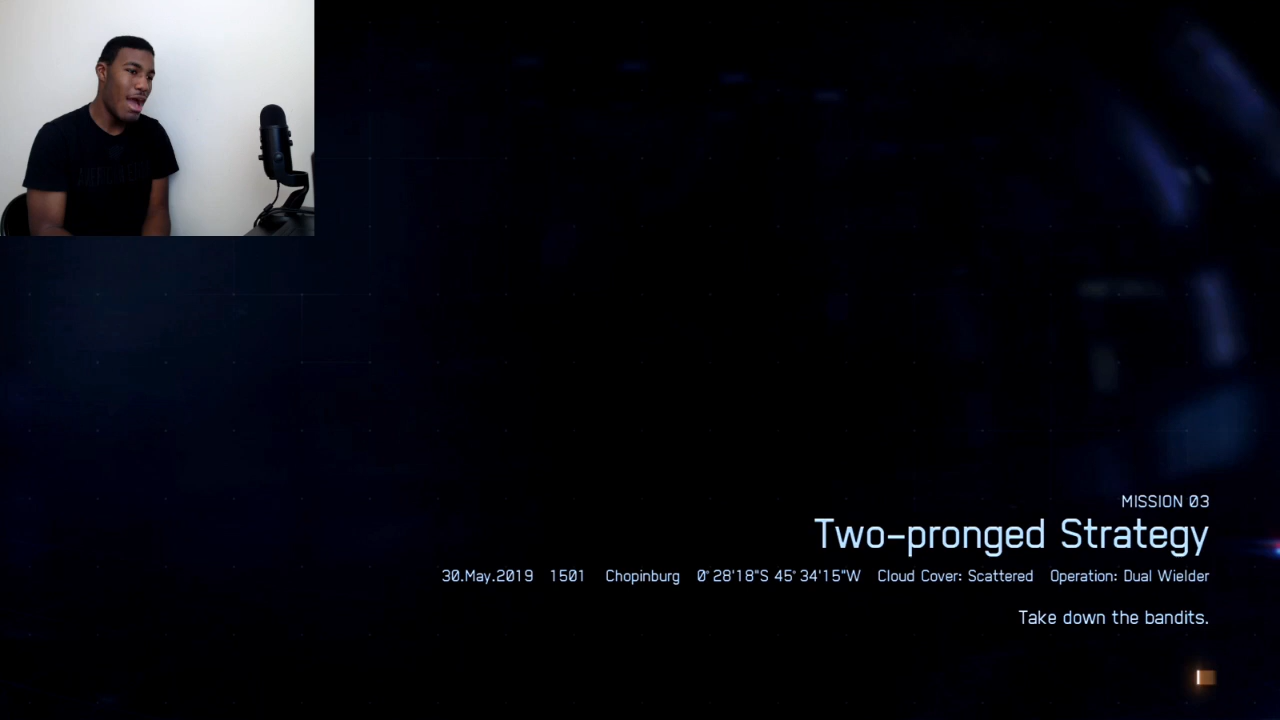 MISSION 03
Two-pronged Strategy
30.May.2019 1501 Chopinburg 0°28'18"S 45°34'15"W Cloud Cover: Scattered Operation: Dual Wielder
Take down the bandits.